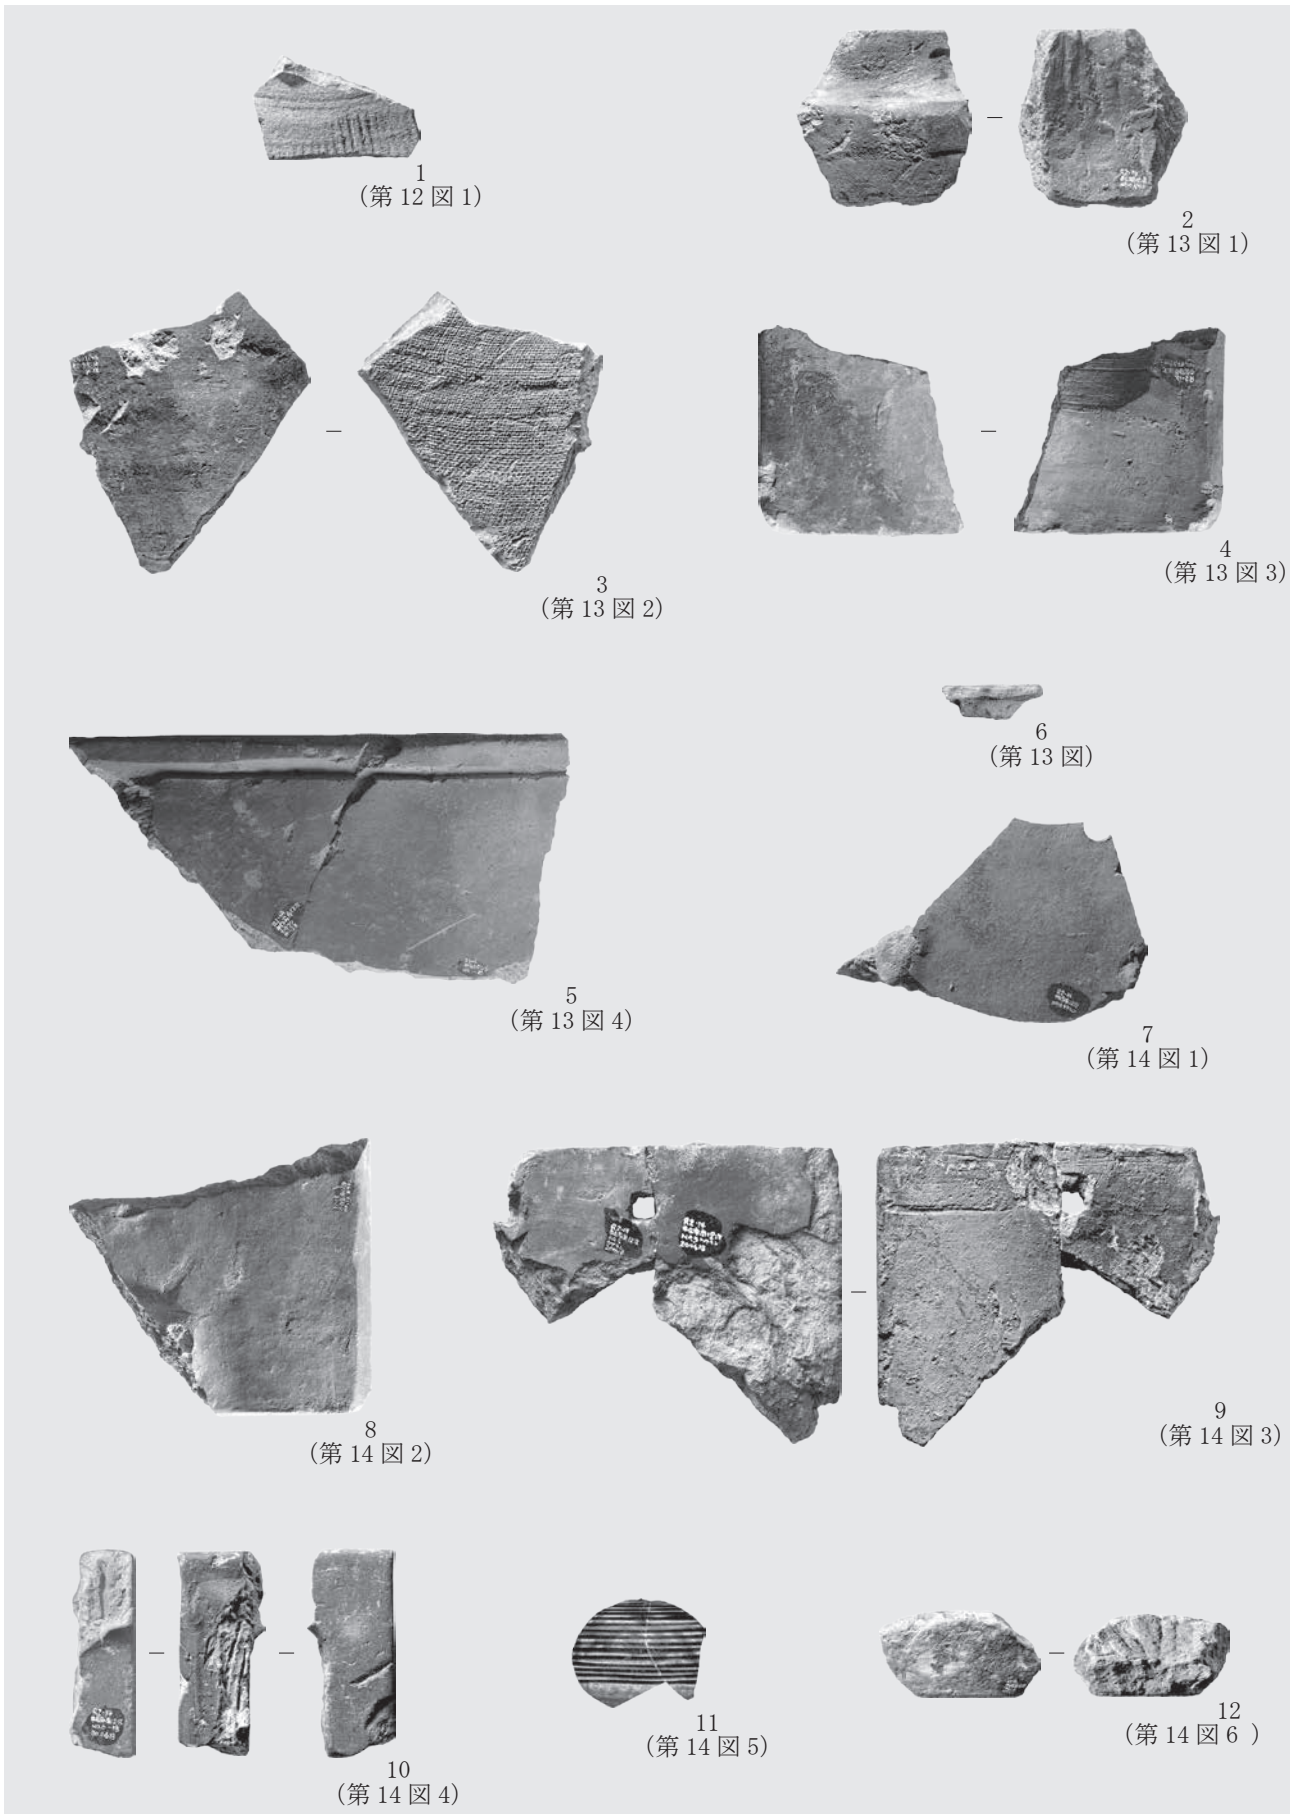 1
（第 12 図 1）
2
（第 13 図 1）
3
（第 13 図 2）
4
（第 13 図 3）
5
（第 13 図 4）
6
（第 13 図）
7
（第 14 図 1）
8
（第 14 図 2）
9
（第 14 図 3）
10
（第 14 図 4）
11
（第 14 図 5）
12
（第 14 図 6 ）